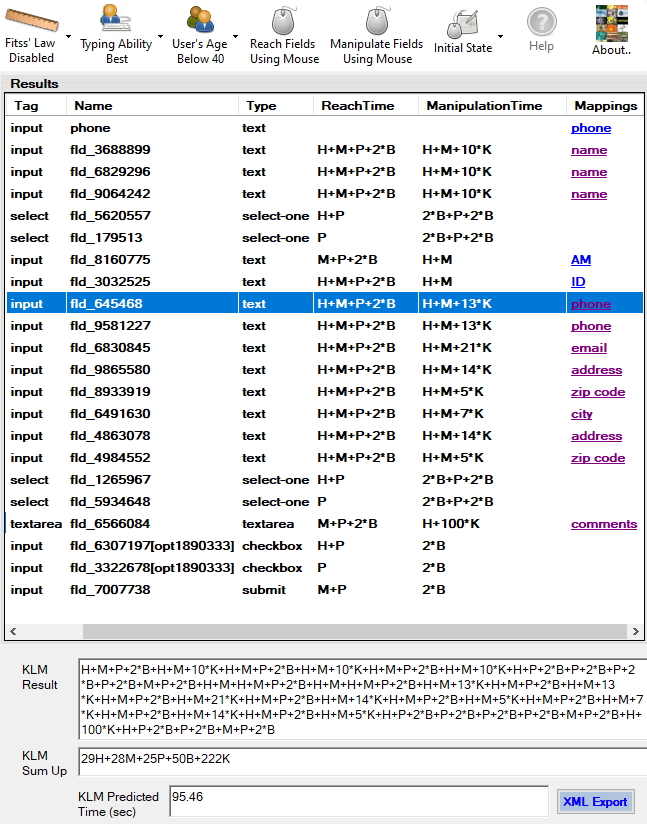 Fitss' Law Disabled
Typing Ability Best
User's Age Below 40
Reach Fields Using Mouse
Manipulate Fields Using Mouse
Initial State
Help
About..
Results
Tag Name Type ReachTime ManipulationTime Mappings
input phone text phone
input fld_3688899 text H+M+P+2*B H+M+10*K name
input fld_6829296 text H+M+P+2*B H+M+10*K name
input fld_9064242 text H+M+P+2*B H+M+10*K name
select fld_5620557 select-one H+P 2*B+P+2*B
select fld_179513 select-one P 2*B+P+2*B
input fld_8160775 text M+P+2*B H+M AM
input fld_3032525 text H+M+P+2*B H+M ID
input fld_645468 text H+M+P+2*B H+M+13*K phone
input fld_9581227 text H+M+P+2*B H+M+13*K phone
input fld_6830845 text H+M+P+2*B H+M+21*K email
input fld_9865580 text H+M+P+2*B H+M+14*K address
input fld_8933919 text H+M+P+2*B H+M+5*K zip code
input fld_6491630 text H+M+P+2*B H+M+7*K city
input fld_4863078 text H+M+P+2*B H+M+14*K address
input fld_4984552 text H+M+P+2*B H+M+5*K zip code
select fld_1265967 select-one H+P 2*B+P+2*B
select fld_5934648 select-one P 2*B+P+2*B
textarea fld_6566084 textarea M+P+2*B H+100*K comments
input fld_6307197[opt1890333] checkbox H+P 2*B
input fld_3322678[opt1890333] checkbox P 2*B
input fld_7007738 submit M+P 2*B
KLM Result
H+M+P+2*B+H+M+10*K+H+M+P+2*B+H+M+10*K+H+M+P+2*B+H+M+10*K+H+P+2*B+P+2*B+P+2
*B+P+2*B+M+P+2*B+H+M+H+M+P+2*B+H+M+H+M+P+2*B+H+M+13*K+H+M+P+2*B+H+M+13
*K+H+M+P+2*B+H+M+21*K+H+M+P+2*B+H+M+14*K+H+M+P+2*B+H+M+5*K+H+M+P+2*B+H+M+7
*K+H+M+P+2*B+H+M+14*K+H+M+P+2*B+H+M+5*K+H+P+2*B+P+2*B+P+2*B+P+2*B+M+P+2*B+H+
100*K+H+P+2*B+P+2*B+M+P+2*B
KLM Sum Up
29H+28M+25P+50B+222K
KLM Predicted Time (sec)
95.46
XML Export